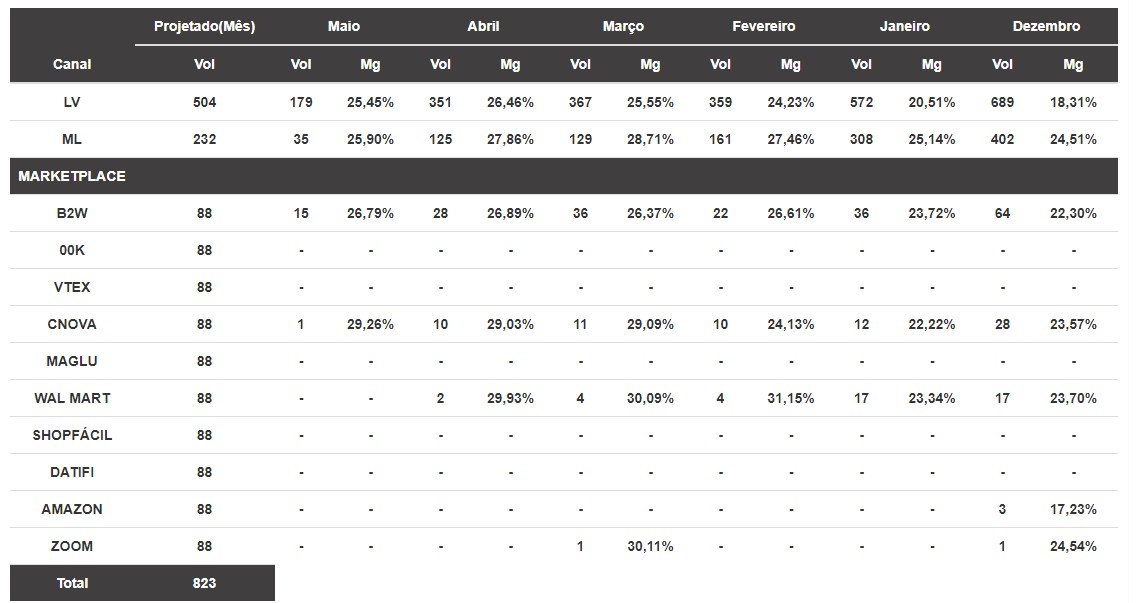 Projetado(Mês) Maio Abril Março Fevereiro Janeiro Dezembro
Canal Vol Vol Mg Vol Mg Vol Mg Vol Mg Vol Mg Vol Mg
LV 504 179 25,45% 351 26,46% 367 25,55% 359 24,23% 572 20,51% 689 18,31%
ML 232 35 25,90% 125 27,86% 129 28,71% 161 27,46% 308 25,14% 402 24,51%
MARKETPLACE
B2W 88 15 26,79% 28 26,89% 36 26,37% 22 26,61% 36 23,72% 64 22,30%
00K 88 - - - - - - - - - - - -
VTEX 88 - - - - - - - - - - - -
CNOVA 88 1 29,26% 10 29,03% 11 29,09% 10 24,13% 12 22,22% 28 23,57%
MAGLU 88 - - - - - - - - - - - -
WAL MART 88 - - 2 29,93% 4 30,09% 4 31,15% 17 23,34% 17 23,70%
SHOPFÁCIL 88 - - - - - - - - - - - -
DATIFI 88 - - - - - - - - - - - -
AMAZON 88 - - - - - - - - - - 3 17,23%
ZOOM 88 - - - - 1 30,11% - - - - 1 24,54%
Total 823